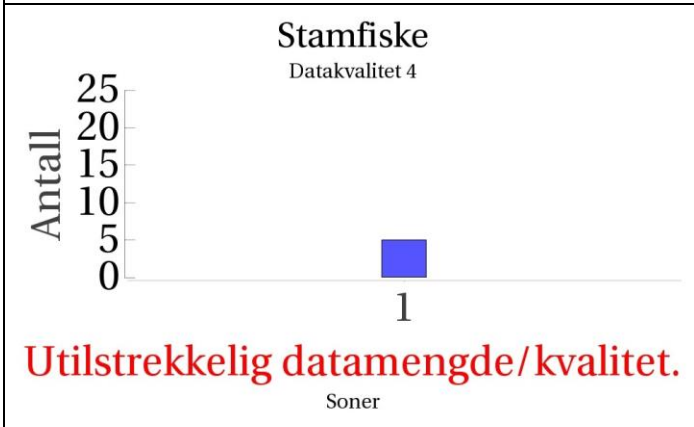 Stamfiske
Datakvalitet 4
Antall
25
20
15
10
5
0
1
Utilstrekkelig datamengde/kvalitet.
Soner